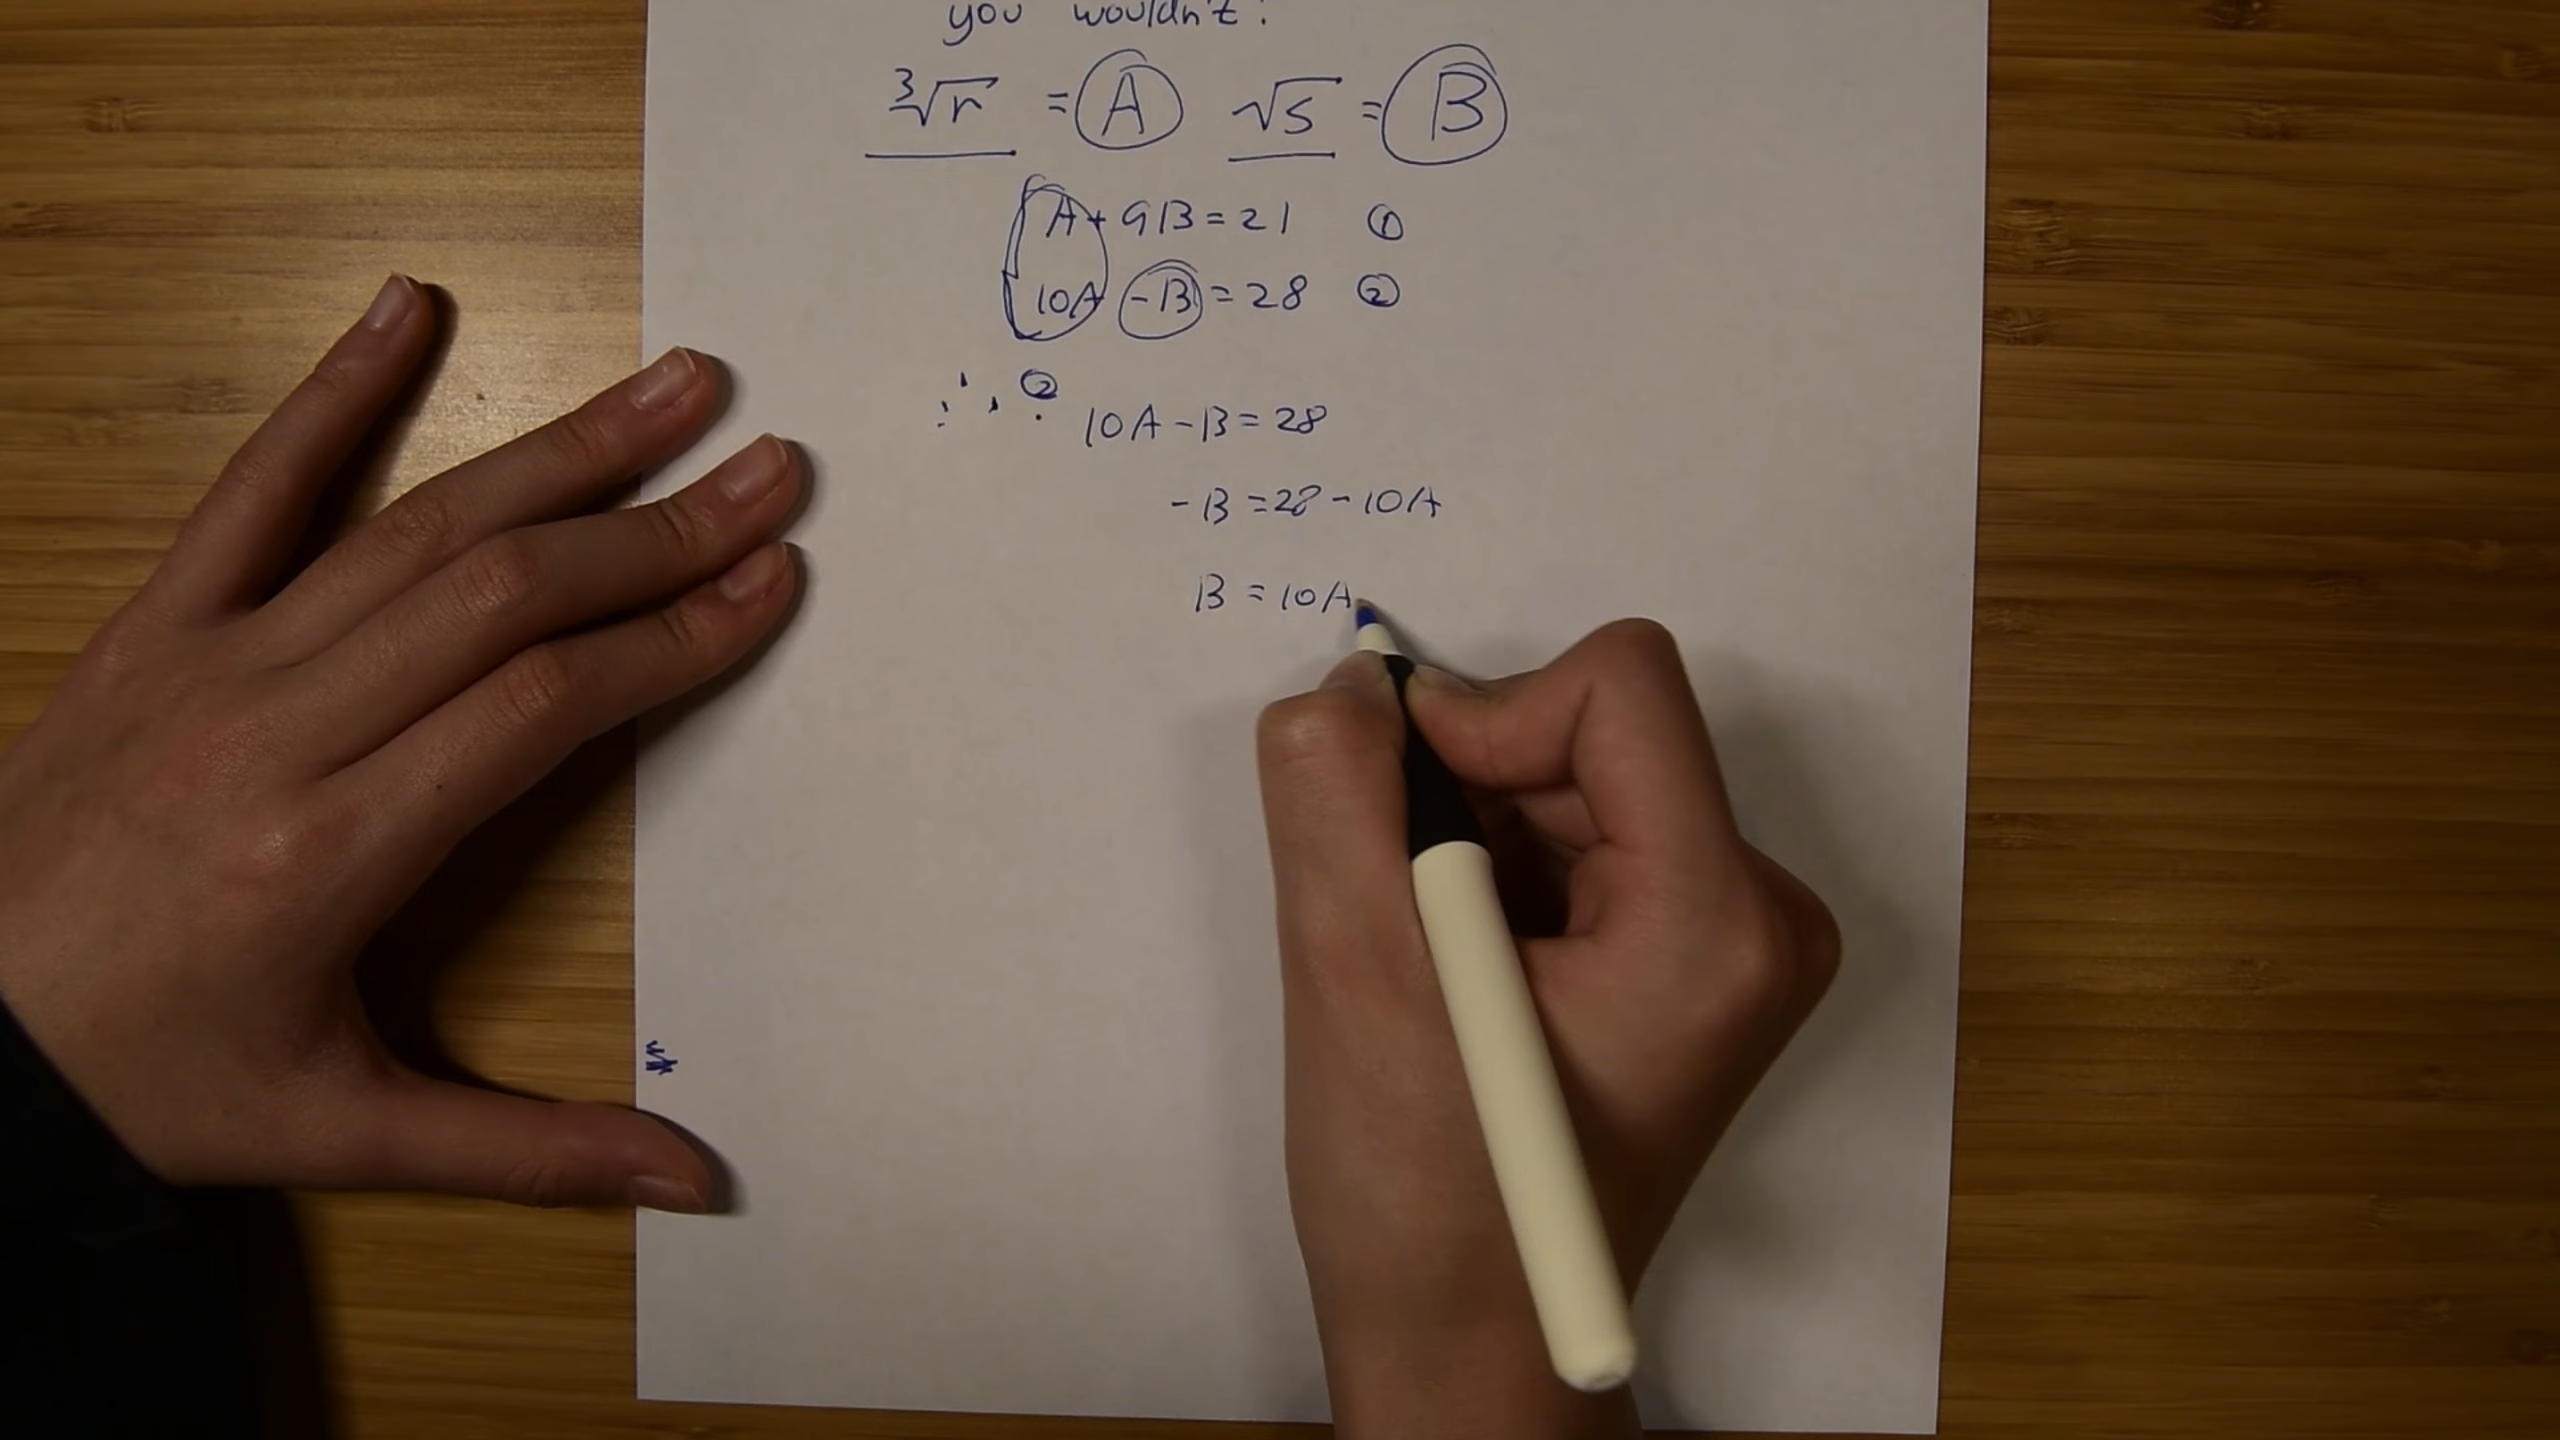 you wouldn't!
∛r = A √s = B
A + 9B = 21 ①
10A - B = 28 ②
∴ ② 10A - B = 28
- B = 28 - 10A
B = 10A